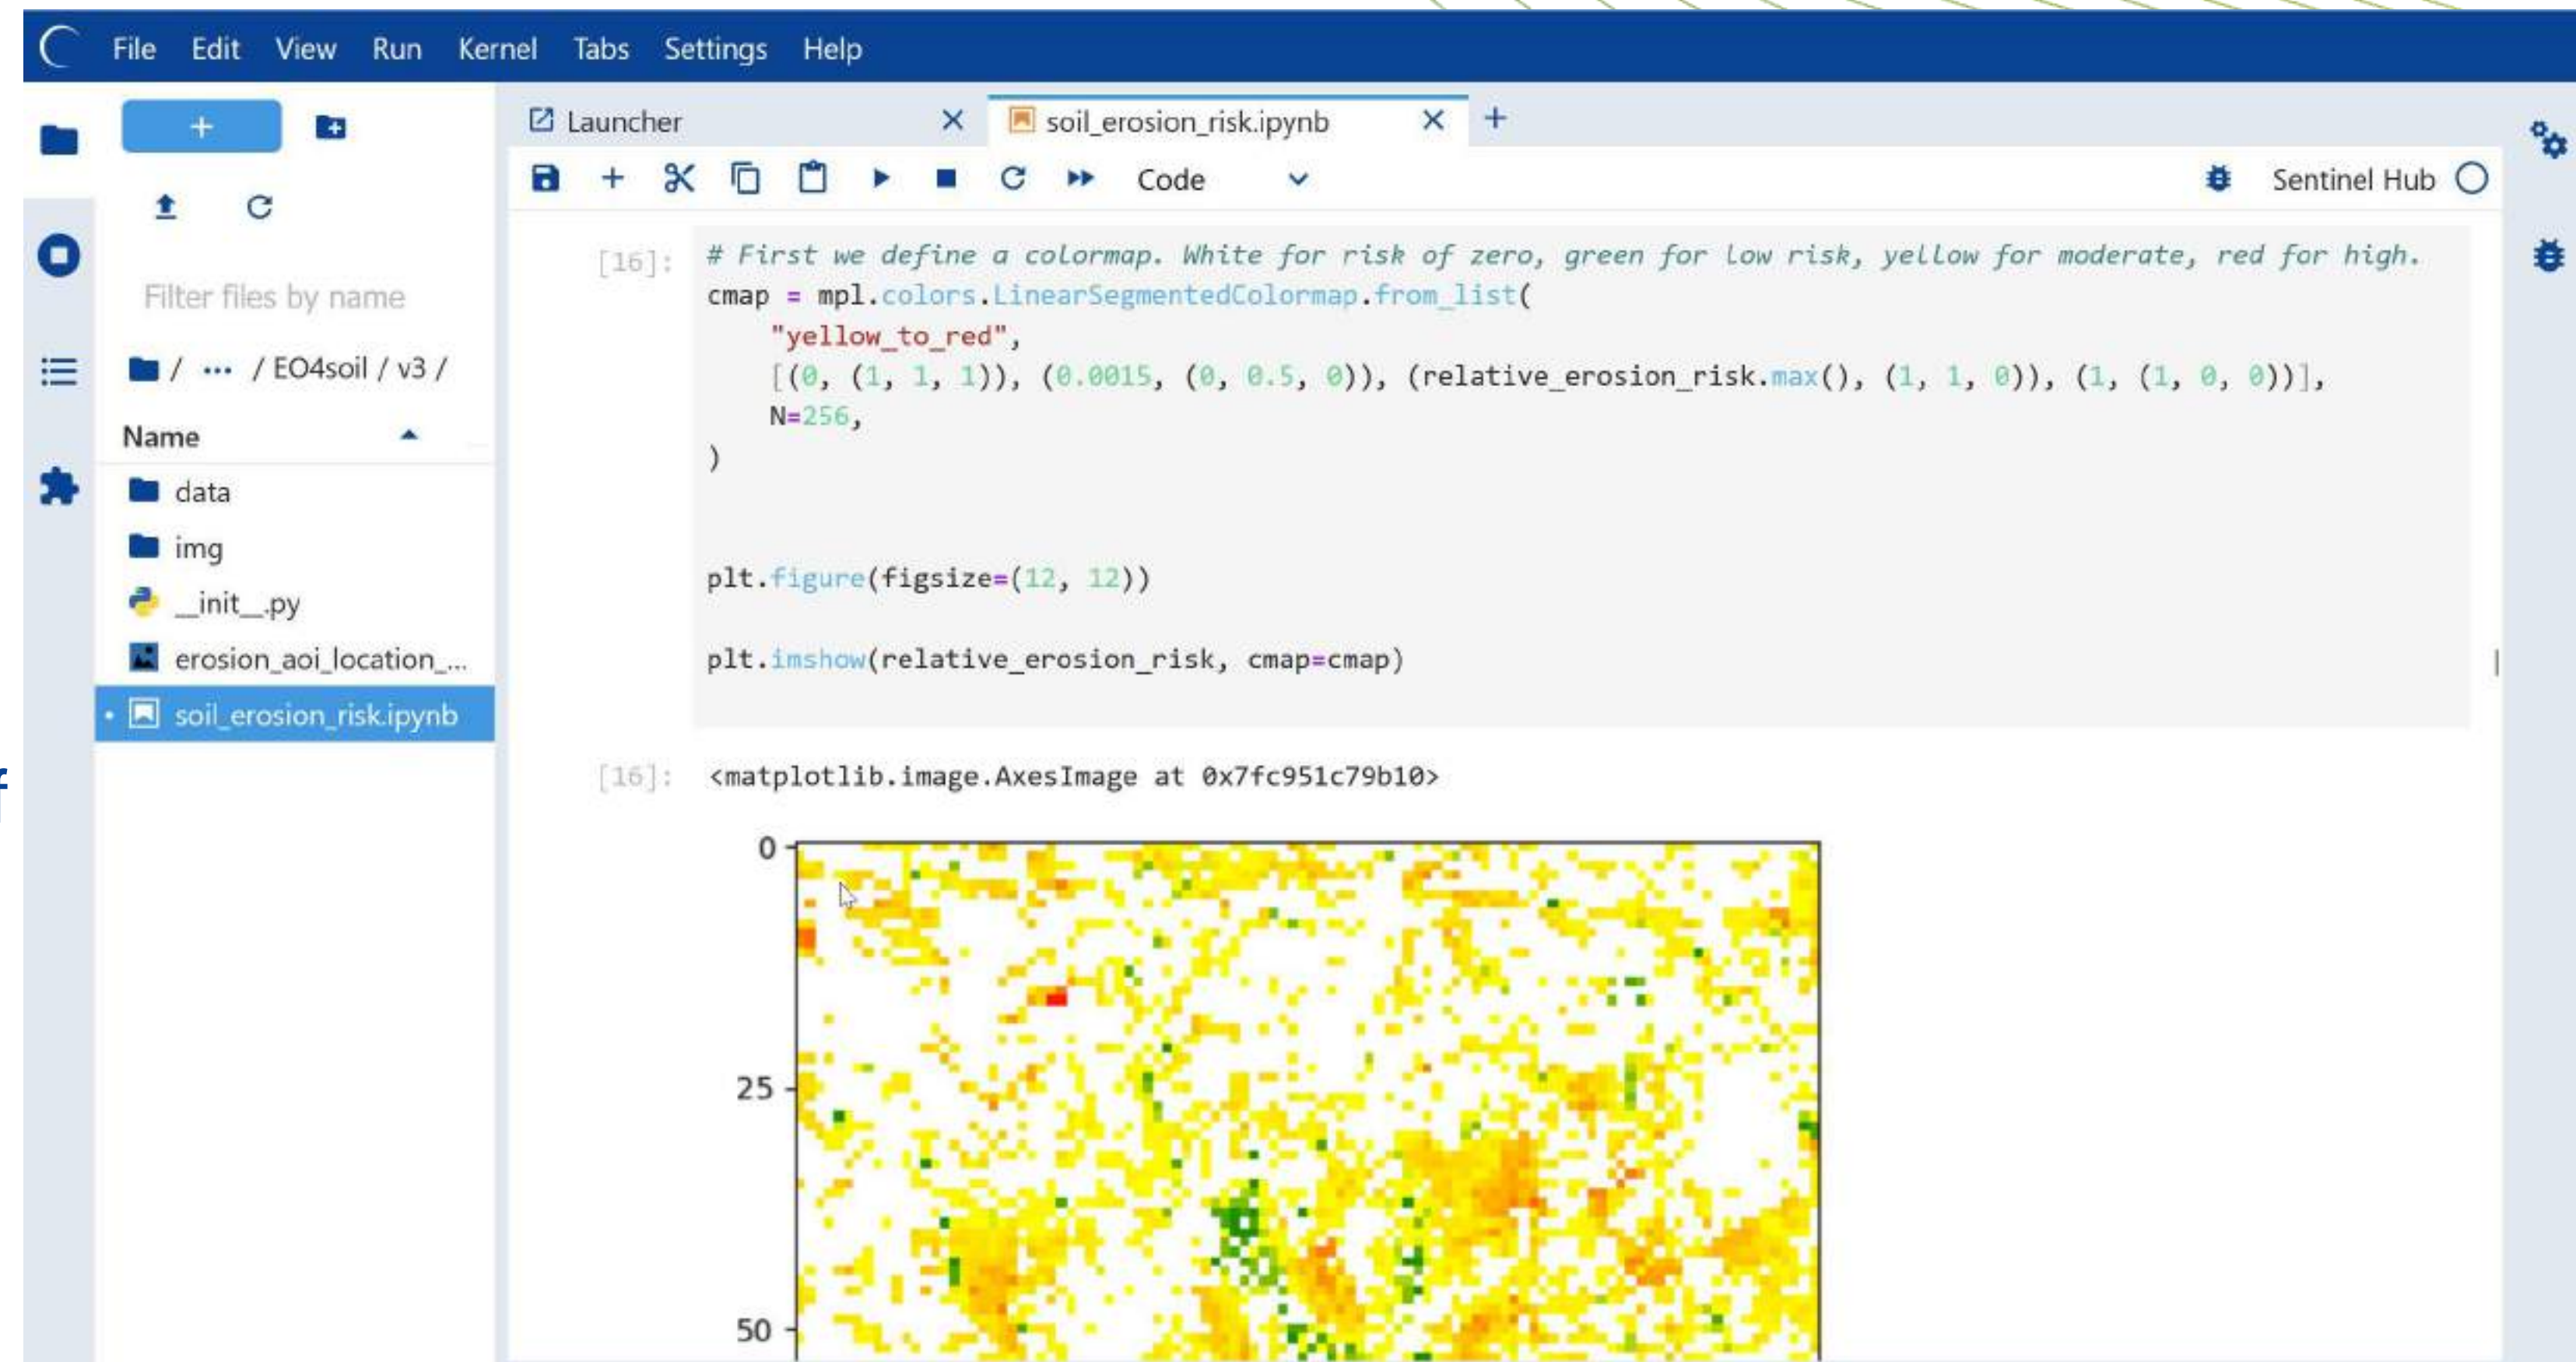 File Edit View Run Kernel Tabs Settings Help
+
Filter files by name
/ ··· / EO4soil / v3 /
Name
data
img
__init__.py
erosion_aoi_location_...
soil_erosion_risk.ipynb
Launcher
soil_erosion_risk.ipynb
Code
Sentinel Hub
[16]: # First we define a colormap. White for risk of zero, green for low risk, yellow for moderate, red for high.
cmap = mpl.colors.LinearSegmentedColormap.from_list(
    "yellow_to_red",
    [(0, (1, 1, 1)), (0.0015, (0, 0.5, 0)), (relative_erosion_risk.max(), (1, 1, 0)), (1, (1, 0, 0))],
    N=256,
)
plt.figure(figsize=(12, 12))
plt.imshow(relative_erosion_risk, cmap=cmap)
[16]: <matplotlib.image.AxesImage at 0x7fc951c79b10>
0
25
50